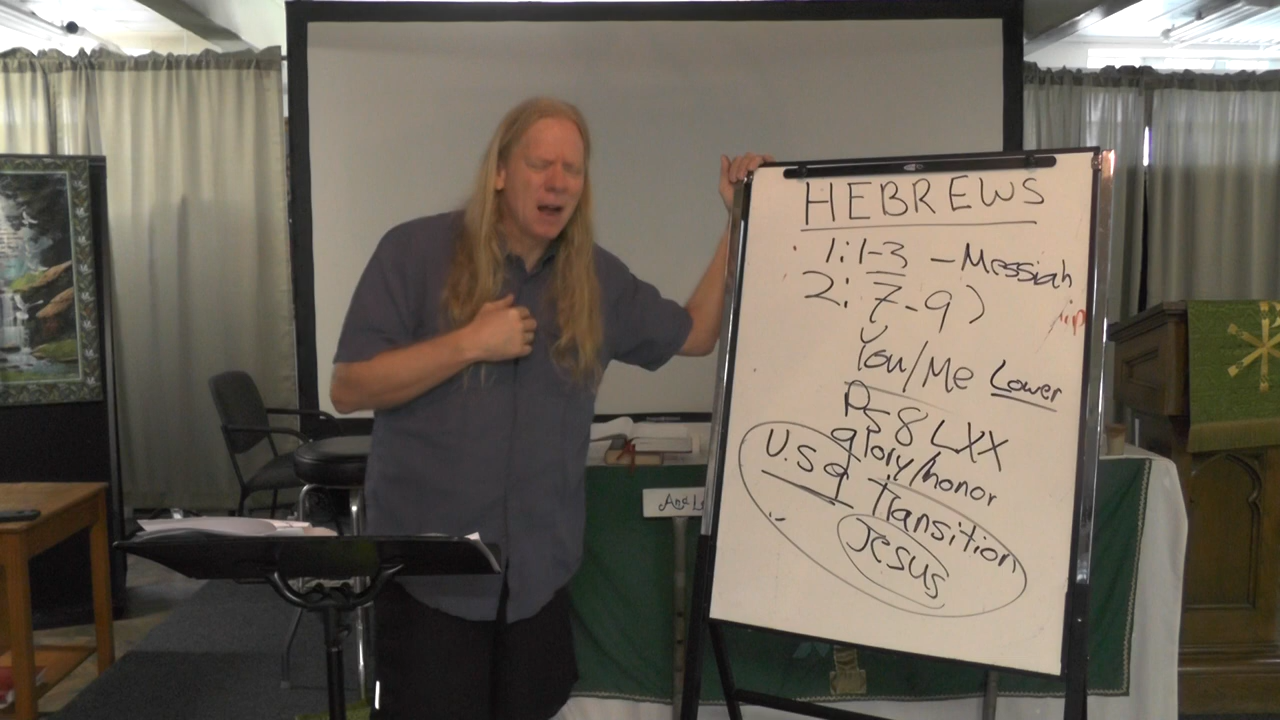 HEBREWS
1:1-3 - Messiah
2: 7-9)
You/Me Lower
Ps 8 LXX
glory/honor
U.S 9 Transition
Jesus